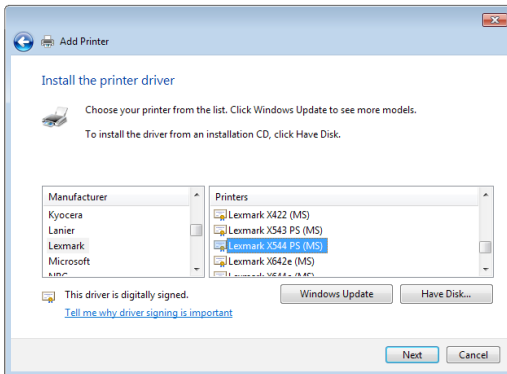 Add Printer
Install the printer driver
Choose your printer from the list. Click Windows Update to see more models.
To install the driver from an installation CD, click Have Disk.
Manufacturer
Kyocera
Lanier
Lexmark
Microsoft
Printers
Lexmark X422 (MS)
Lexmark X543 PS (MS)
Lexmark X544 PS (MS)
Lexmark X642e (MS)
This driver is digitally signed.
Tell me why driver signing is important
Windows Update
Have Disk...
Next
Cancel